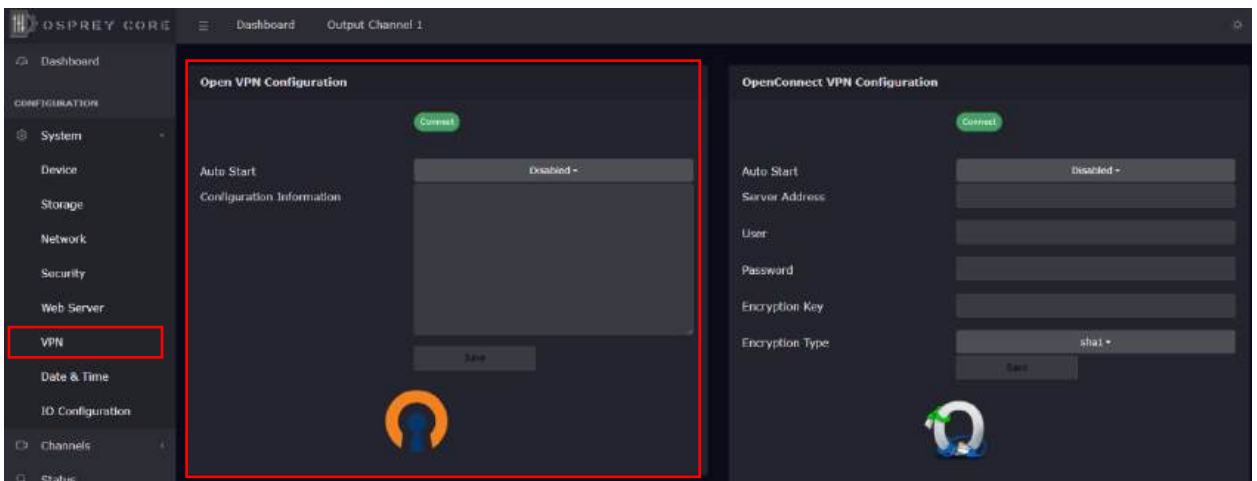 OSPREY CORE
Dashboard
Output Channel 1
Dashboard
CONFIGURATION
System
Device
Storage
Network
Security
Web Server
VPN
Date & Time
IO Configuration
Channels
Status
Open VPN Configuration
Connect
Auto Start
Disabled
Configuration Information
Save
OpenConnect VPN Configuration
Connect
Auto Start
Disabled
Server Address
User
Password
Encryption Key
Encryption Type
sha1
Save